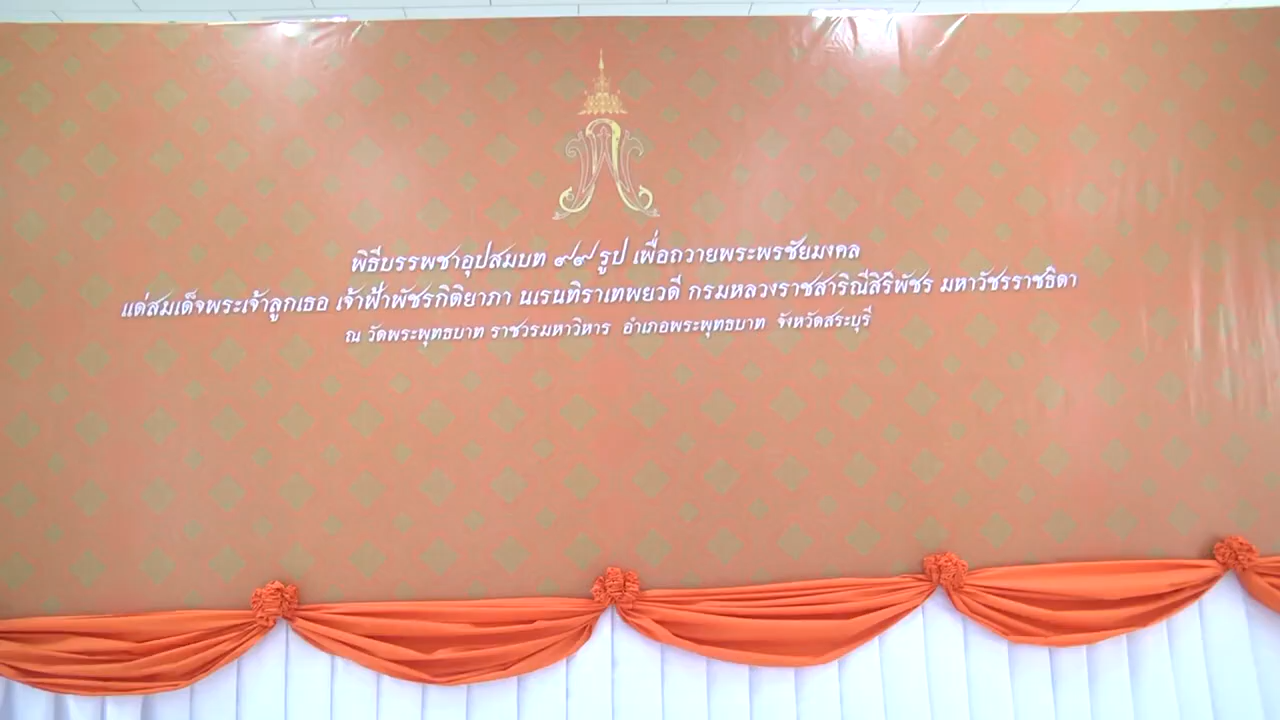 พิธีบรรพชาอุปสมบท ๙๙ รูป เพื่อถวายพระพรชัยมงคล
แด่สมเด็จพระเจ้าลูกเธอ เจ้าฟ้าพัชรกิติยาภา นเรนทิราเทพยวดี กรมหลวงราชสาริณีสิริพัชร มหาวัชรราชธิดา
ณ วัดพระพุทธบาท ราชวรมหาวิหาร อำเภอพระพุทธบาท จังหวัดสระบุรี